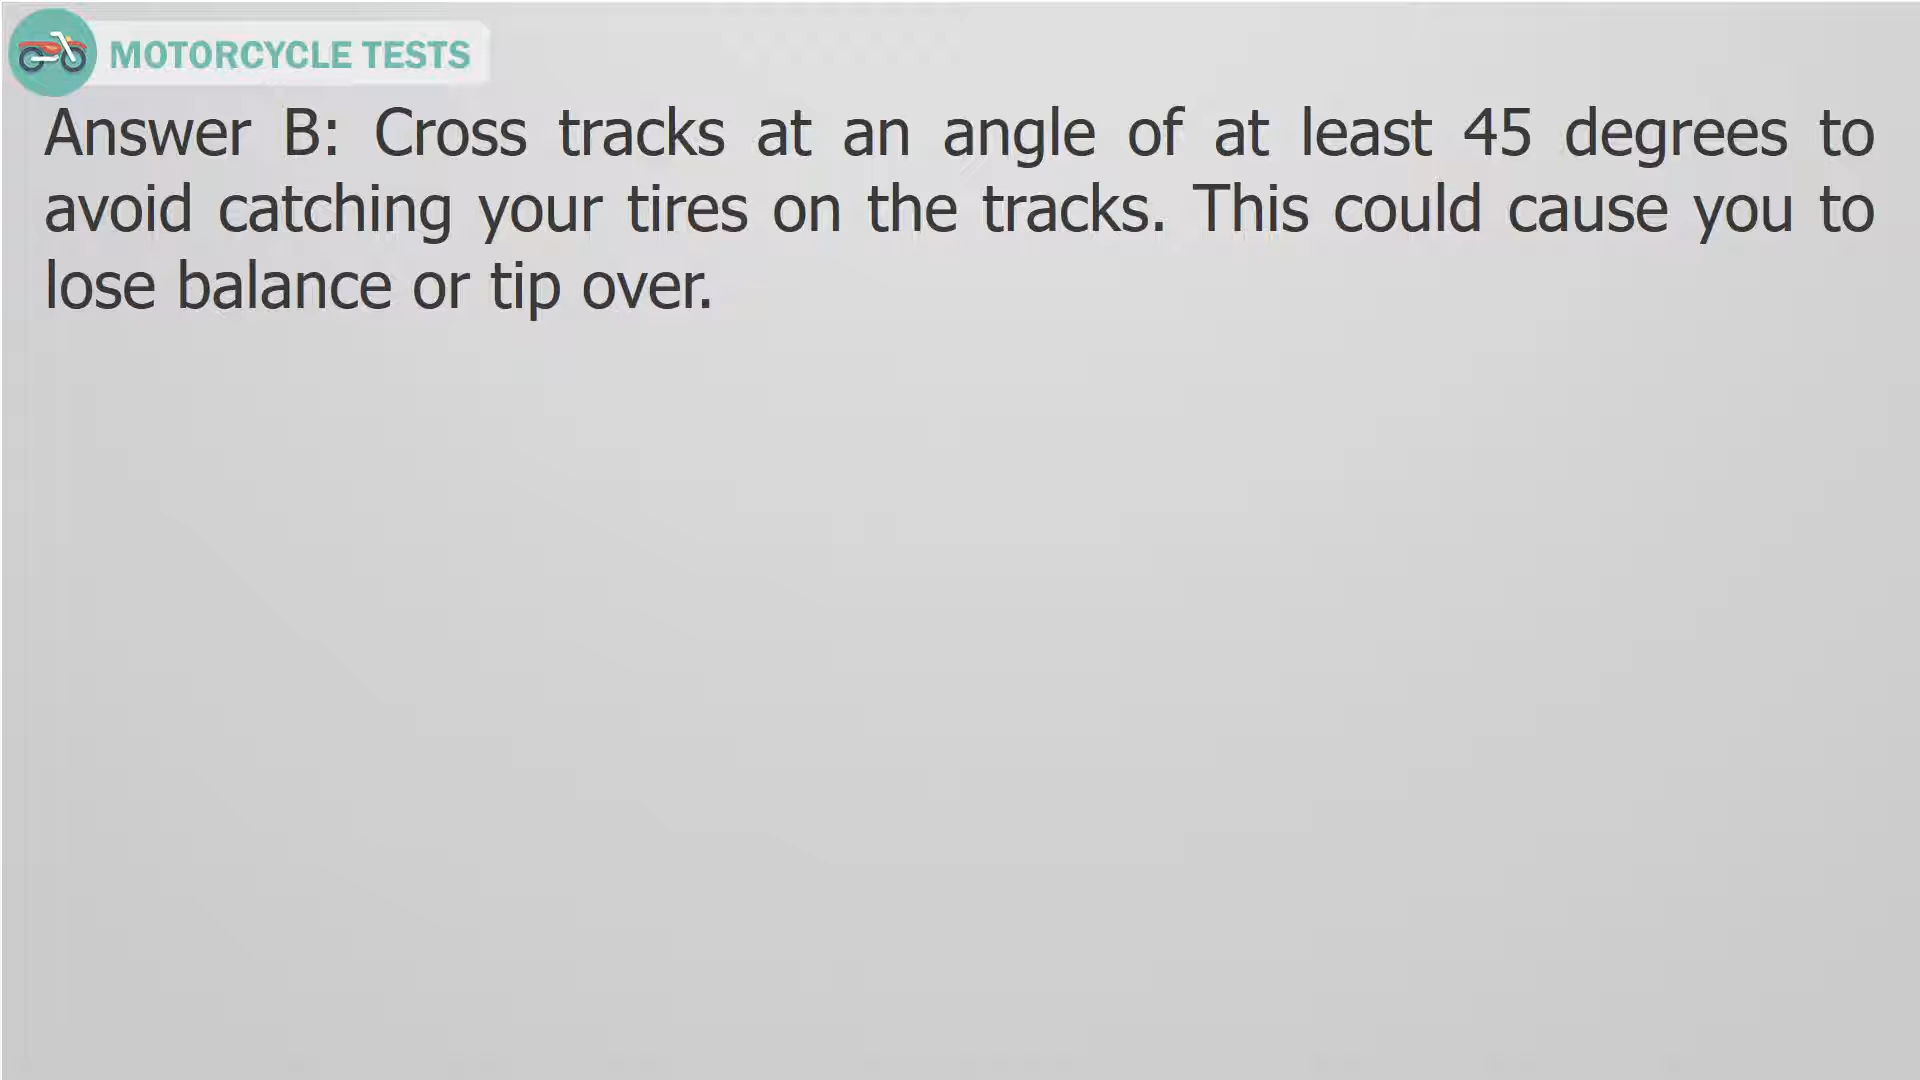 MOTORCYCLE TESTS
Answer B: Cross tracks at an angle of at least 45 degrees to
avoid catching your tires on the tracks. This could cause you to
lose balance or tip over.